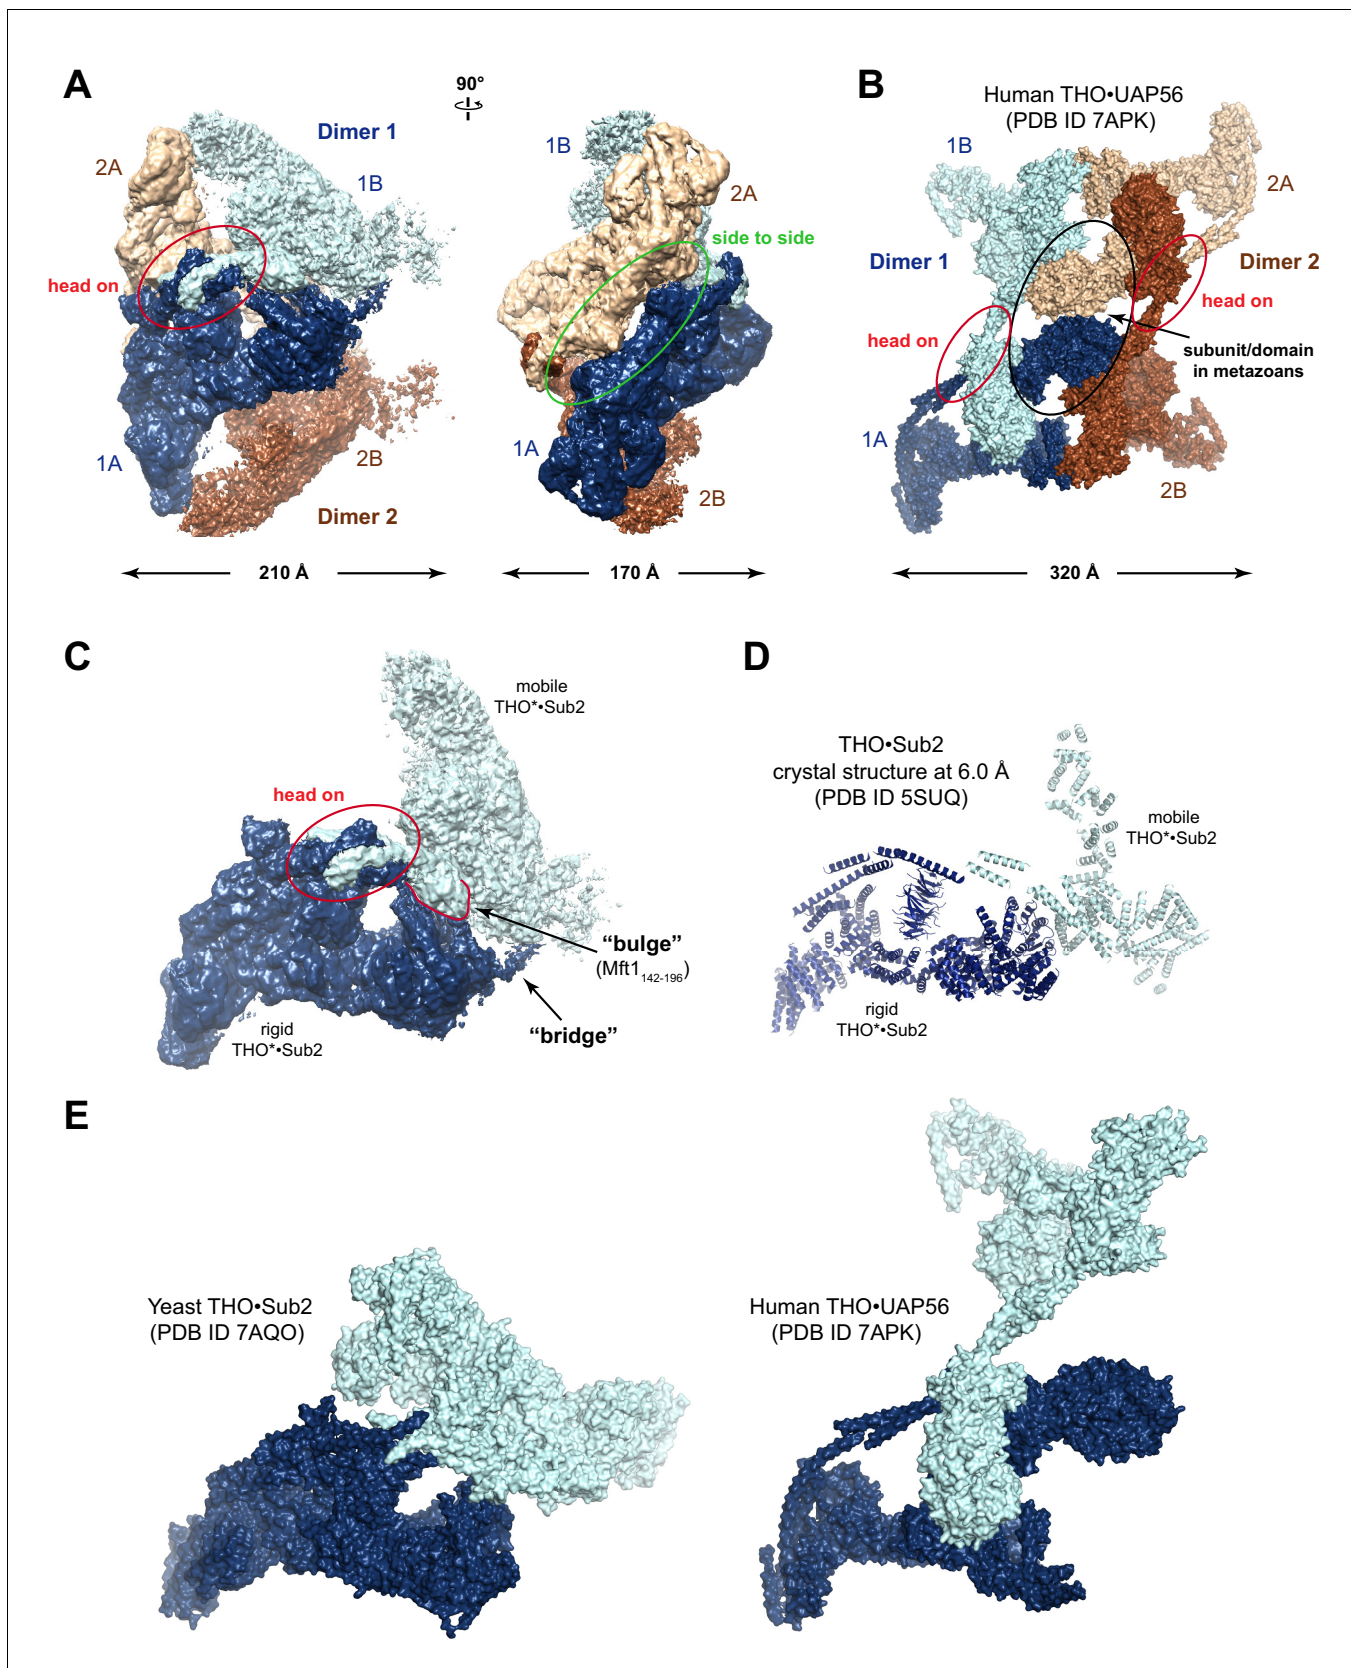 A
90°
Dimer 1
2A
1B
head on
1A
2B
Dimer 2
210 Å
1B
2A
side to side
1A
2B
170 Å
B
Human THO•UAP56
(PDB ID 7APK)
1B
2A
Dimer 1
Dimer 2
head on
head on
subunit/domain
in metazoans
1A
2B
320 Å
C
mobile
THO*•Sub2
head on
"bulge"
(Mft1142-196)
"bridge"
rigid
THO*•Sub2
D
THO•Sub2
crystal structure at 6.0 Å
(PDB ID 5SUQ)
mobile
THO*•Sub2
rigid
THO*•Sub2
E
Yeast THO•Sub2
(PDB ID 7AQO)
Human THO•UAP56
(PDB ID 7APK)